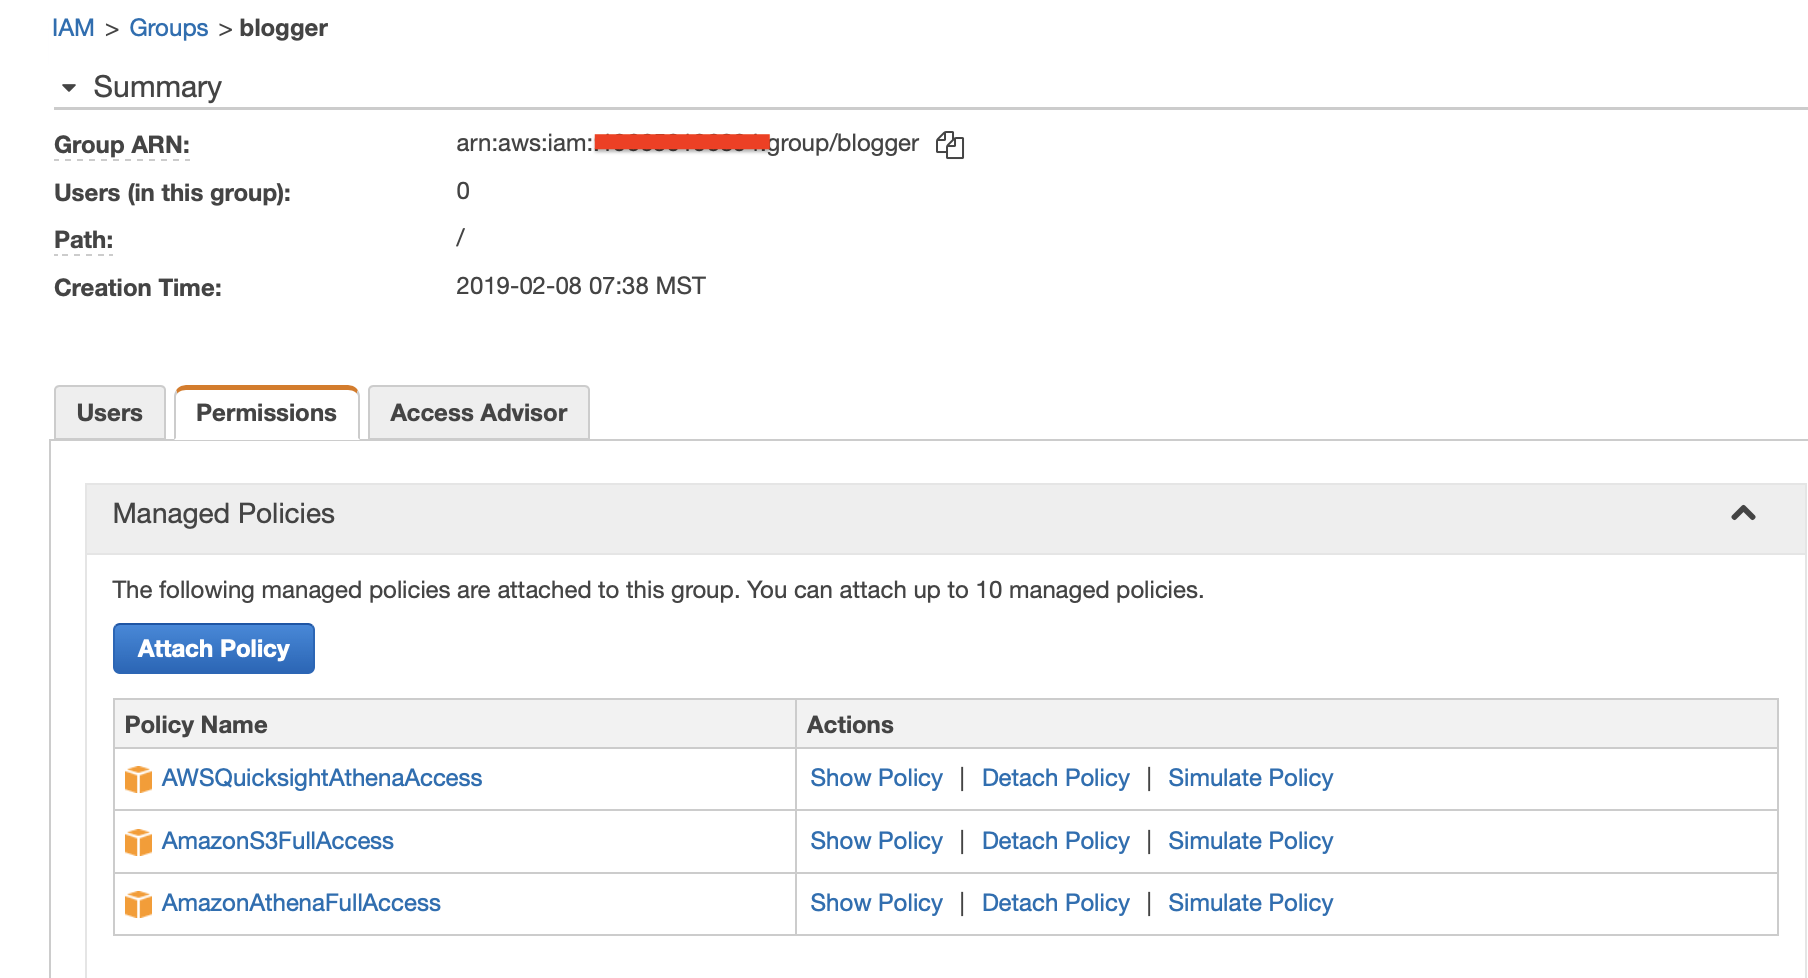 IAM > Groups > blogger
Summary
Group ARN: arn:aws:iam: group/blogger
Users (in this group): 0
Path: /
Creation Time: 2019-02-08 07:38 MST
Users Permissions Access Advisor
Managed Policies
The following managed policies are attached to this group. You can attach up to 10 managed policies.
Attach Policy
Policy Name Actions
AWSQuicksightAthenaAccess Show Policy | Detach Policy | Simulate Policy
AmazonS3FullAccess Show Policy | Detach Policy | Simulate Policy
AmazonAthenaFullAccess Show Policy | Detach Policy | Simulate Policy